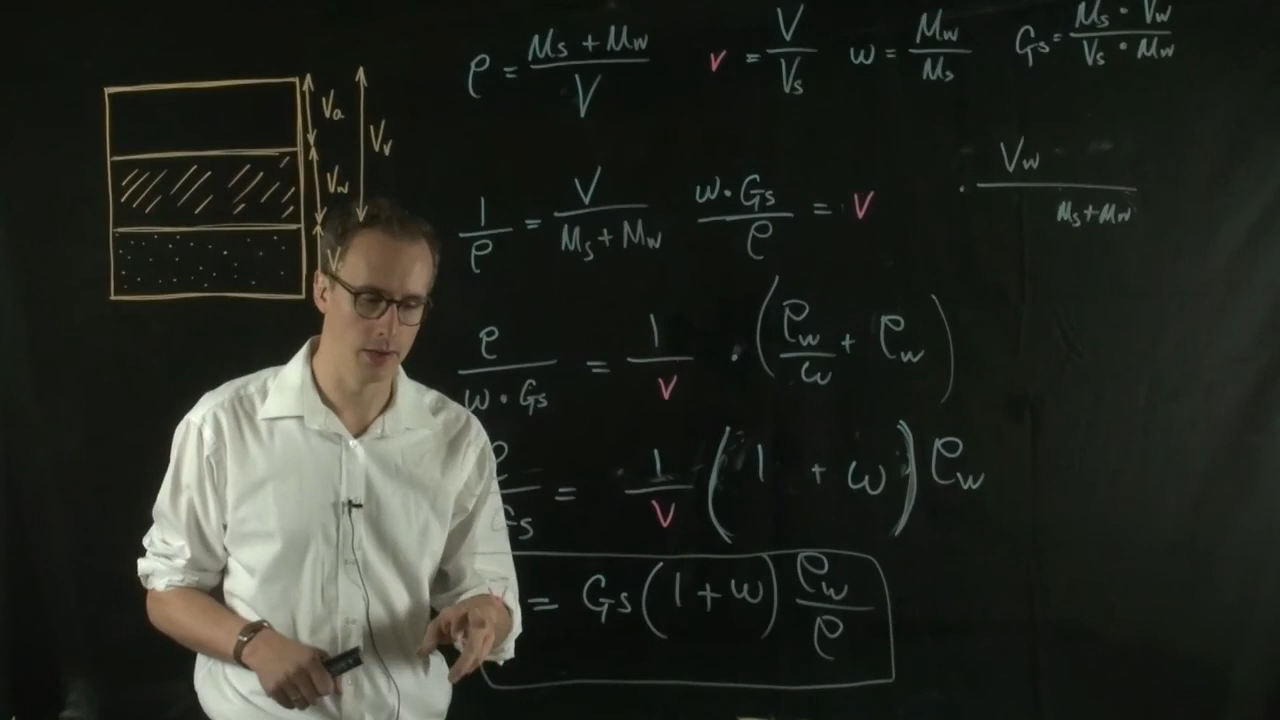 ρ = (Ms + Mw) / V
v = V / Vs
ω = Mw / Ms
Gs = (Ms · Vw) / (Vs · Mw)
Va
Vv
Vw
V
1/ρ = V / (Ms + Mw)
(ω · Gs) / ρ = v
· Vw / (Ms + Mw)
ρ / (ω · Gs) = 1/v · (ρw/ω + ρw)
ρ / Gs = 1/v (1 + ω) ρw
v = Gs (1 + ω) ρw/ρ